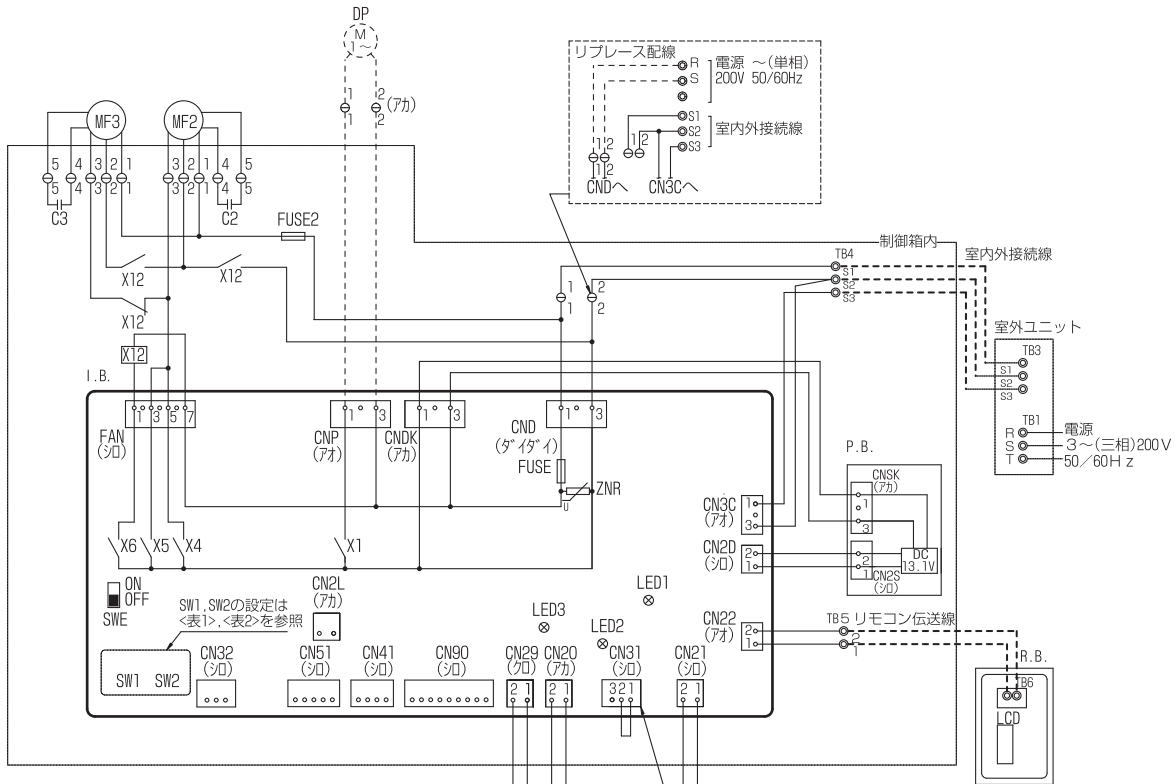 DP
M
1～
1 2 (アカ)
1 2
リプレース配線
R
S
電源 ～(単相)
200V 50/60Hz
S1
S2
S3
室内外接続線
1 2 1 2
1 2
CNDへ CN3Cへ
MF3 MF2
5 4 3 2 1 3 2 1 4 5
5 4 3 2 1 3 2 1 4 5
C3 C2
FUSE2
制御箱内
TB4
室内外接続線
S1
S2
S3
X12 X12
X12
X12
1 2
1 2
室外ユニット
TB3
S1
S2
S3
TB1
R
S
T
電源
3～(三相)200V
50/60Hz
I.B.
1 3 5 7
FAN
(シロ)
1 3
CNP
(アオ)
1 3
CNDK
(アカ)
1 3
CND
(ダイダイ)
FUSE
ZNR
U
P.B.
CNSK
(アカ)
1
3
CN3C
(アオ)
1
3
CN2D
(シロ)
2
1
2
1
CN2S
(シロ)
DC
13.1V
X6 X5 X4 X1
ON
OFF
SWE
SW1,SW2の設定は
<表1>,<表2>を参照
SW1 SW2
CN2L
(アカ)
LED1
LED3
LED2
CN22
(アオ)
2
1
TB5 リモコン伝送線
2
1
R.B.
TB6
LCD
CN32
(シロ)
CN51
(シロ)
CN41
(シロ)
CN90
(シロ)
CN29
(クロ)
2 1
CN20
(アカ)
2 1
CN31
(シロ)
3 2 1
CN21
(シロ)
2 1